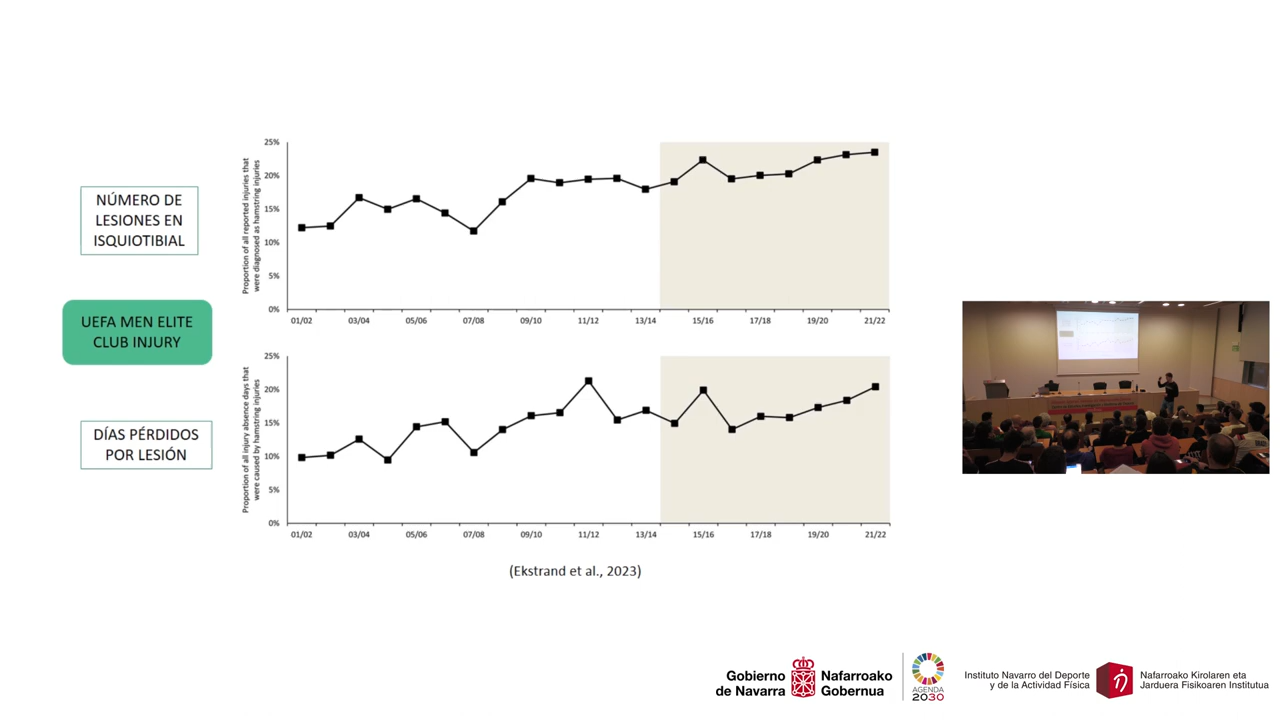 NÚMERO DE
LESIONES EN
ISQUIOTIBIAL
UEFA MEN ELITE
CLUB INJURY
DÍAS PÉRDIDOS
POR LESIÓN
Proportion of all reported injuries that
were diagnosed as hamstring injuries
25%
20%
15%
10%
5%
0%
01/02 03/04 05/06 07/08 09/10 11/12 13/14 15/16 17/18 19/20 21/22
Proportion of all injury absence days that
were caused by hamstring injuries
25%
20%
15%
10%
5%
0%
01/02 03/04 05/06 07/08 09/10 11/12 13/14 15/16 17/18 19/20 21/22
(Ekstrand et al., 2023)
Gobierno
de Navarra
Nafarroako
Gobernua
AGENDA
2030
Instituto Navarro del Deporte
y de la Actividad Física
Nafarroako Kirolaren eta
Jarduera Fisikoaren Institutua